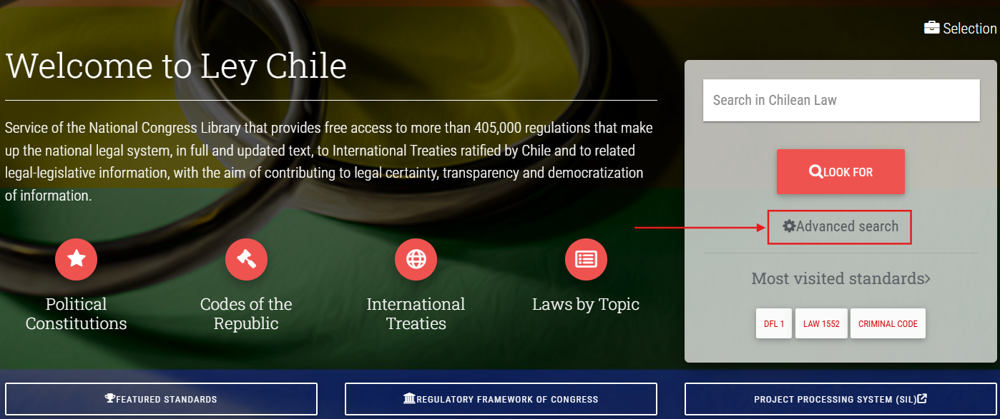 Selection
Welcome to Ley Chile
Service of the National Congress Library that provides free access to more than 405,000 regulations that make
up the national legal system, in full and updated text, to International Treaties ratified by Chile and to related
legal-legislative information, with the aim of contributing to legal certainty, transparency and democratization
of information.
Political
Constitutions
Codes of the
Republic
International
Treaties
Laws by Topic
Search in Chilean Law
LOOK FOR
Advanced search
Most visited standards
DFL 1
LAW 1552
CRIMINAL CODE
FEATURED STANDARDS
REGULATORY FRAMEWORK OF CONGRESS
PROJECT PROCESSING SYSTEM (SIL)